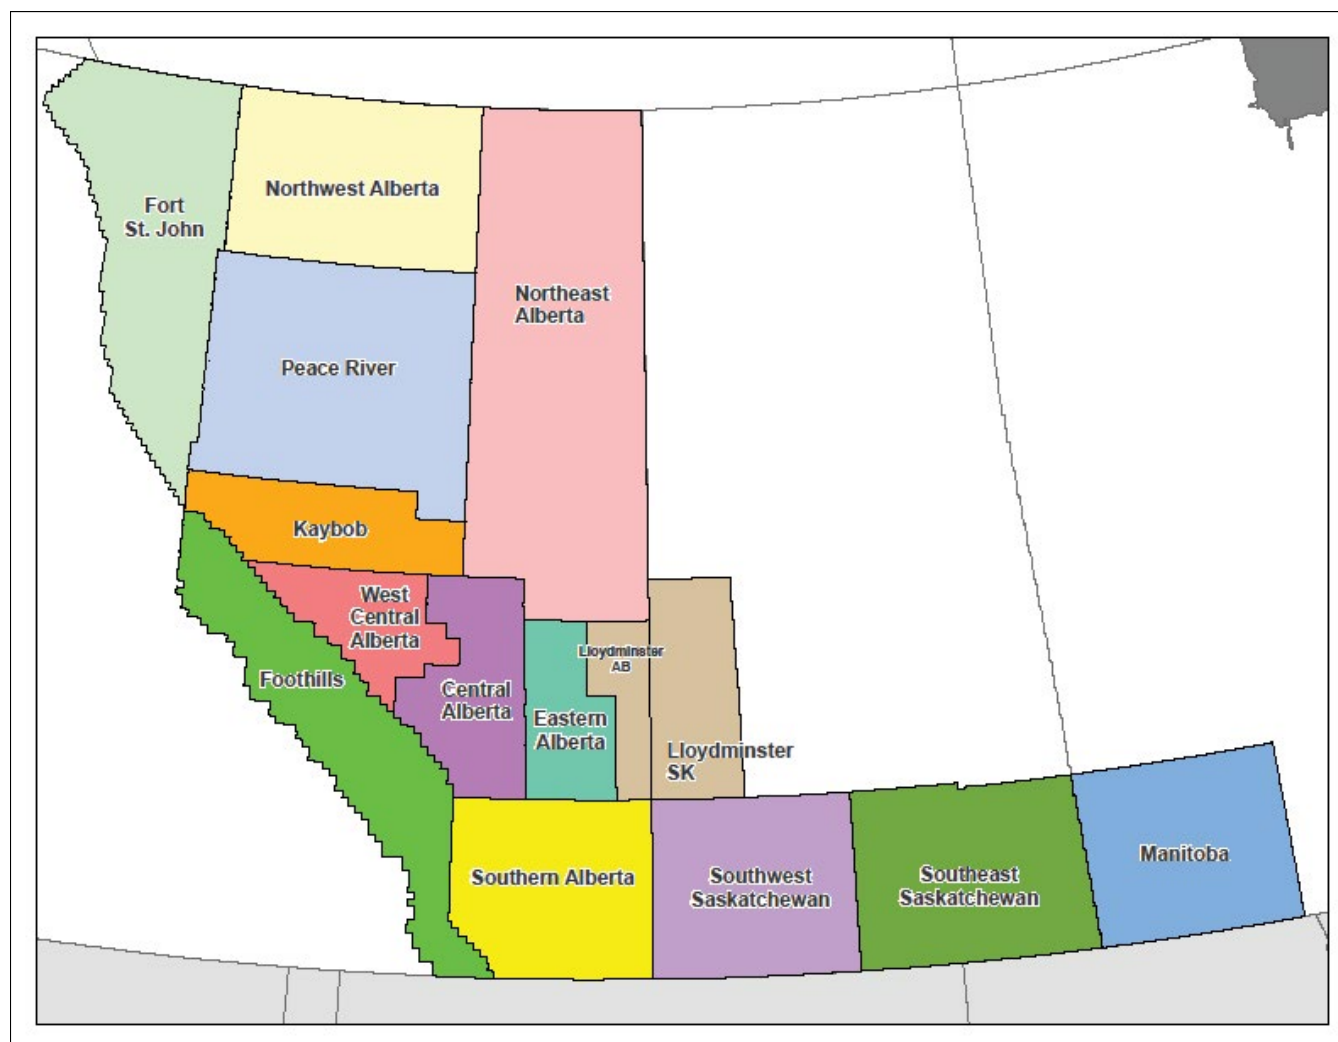 Northwest Alberta
Fort
St. John
Northeast
Alberta
Peace River
Kaybob
West
Central
Alberta
Lloydminster
AB
Foothills
Central
Alberta
Eastern
Alberta
Lloydminster
SK
Southern Alberta
Southwest
Saskatchewan
Southeast
Saskatchewan
Manitoba